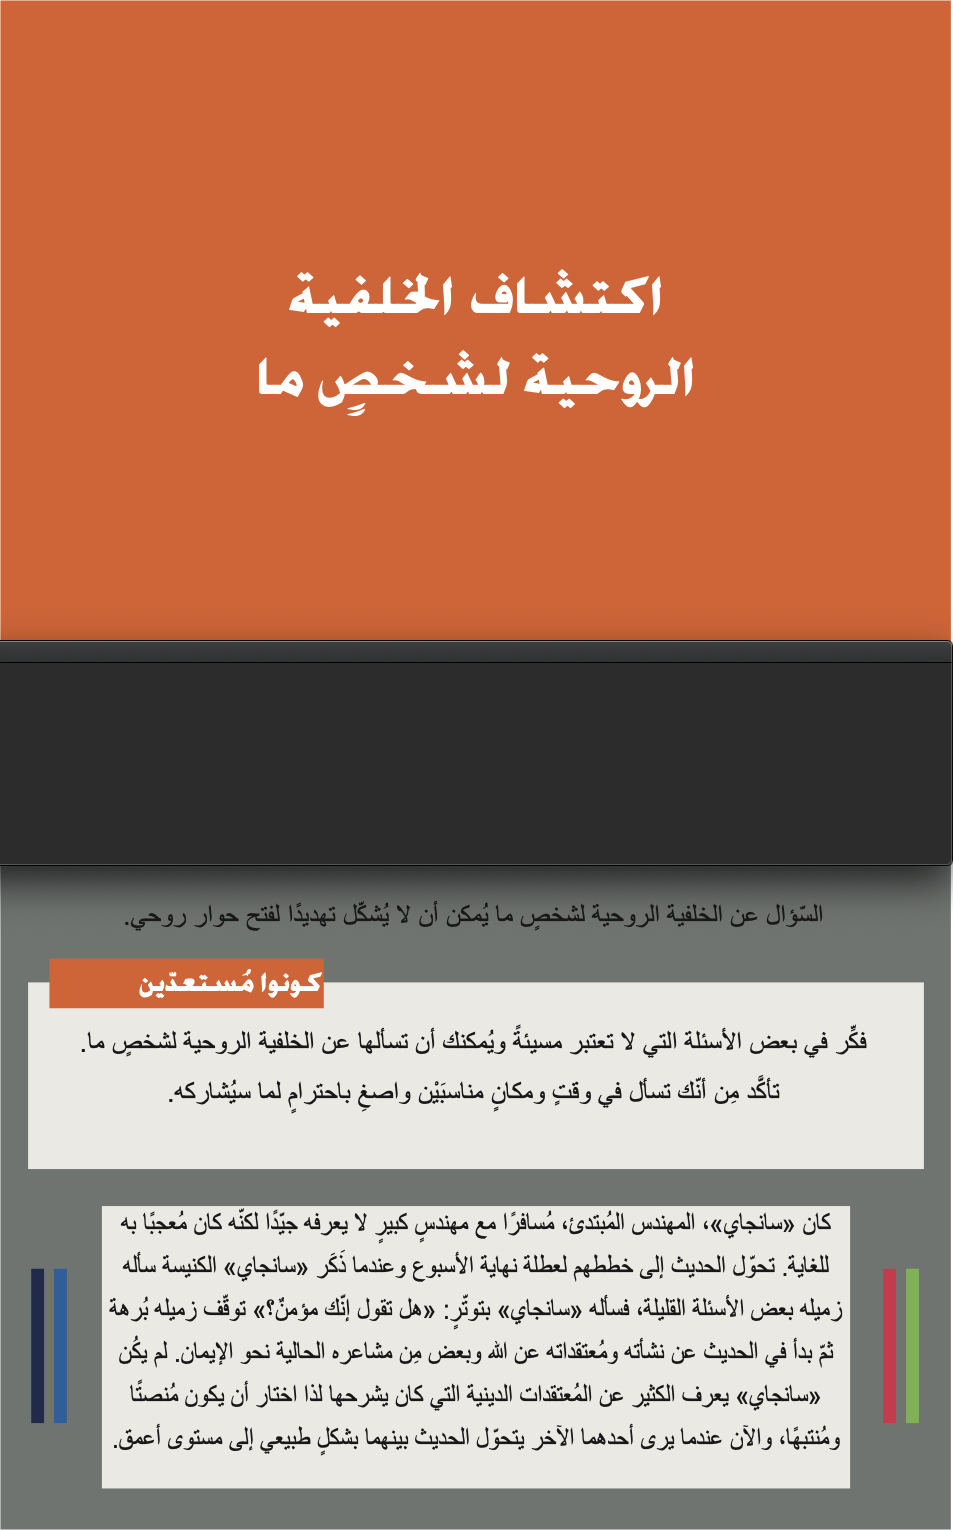 اكتشاف الخلفية
الروحية لشخصٍ ما
السّؤال عن الخلفية الروحية لشخصٍ ما يُمكن أن لا يُشكّل تهديدًا لفتح حوار روحي.
كونوا مُستعدّين
فكِّر في بعض الأسئلة التي لا تعتبر مسيئةً ويُمكنك أن تسألها عن الخلفية الروحية لشخصٍ ما.
تأكَّد مِن أنّك تسأل في وقتٍ ومكانٍ مناسبَيْن واصغِ باحترامٍ لما سيُشاركه.
كان «سانجاي»، المهندس المُبتدئ، مُسافرًا مع مهندسٍ كبيرٍ لا يعرفه جيّدًا لكنّه كان مُعجبًا به
للغاية. تحوّل الحديث إلى خططهم لعطلة نهاية الأسبوع وعندما ذَكَر «سانجاي» الكنيسة سأله
زميله بعض الأسئلة القليلة، فسأله «سانجاي» بتوتّرٍ: «هل تقول إنّك مؤمنٌ؟» توقّف زميله بُرهة
ثمّ بدأ في الحديث عن نشأته ومُعتقداته عن الله وبعض مِن مشاعره الحالية نحو الإيمان. لم يكُن
«سانجاي» يعرف الكثير عن المُعتقدات الدينية التي كان يشرحها لذا اختار أن يكون مُنصتًا
ومُنتبهًا، والآن عندما يرى أحدهما الآخر يتحوّل الحديث بينهما بشكلٍ طبيعي إلى مستوى أعمق.